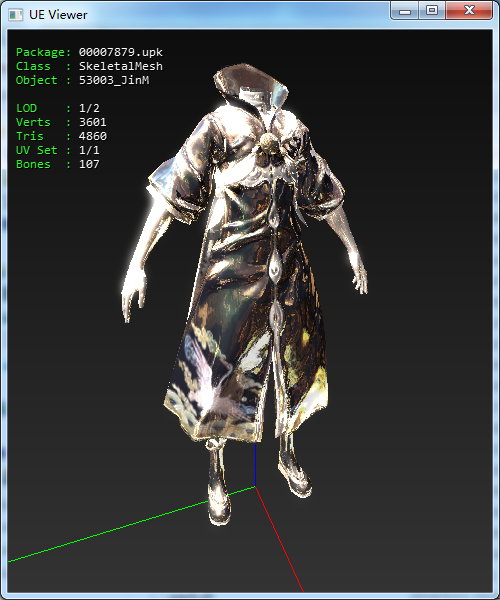 UE Viewer
Package: 00007879.upk
Class : SkeletalMesh
Object : 53003_JinM
LOD : 1/2
Verts : 3601
Tris : 4860
UV Set : 1/1
Bones : 107